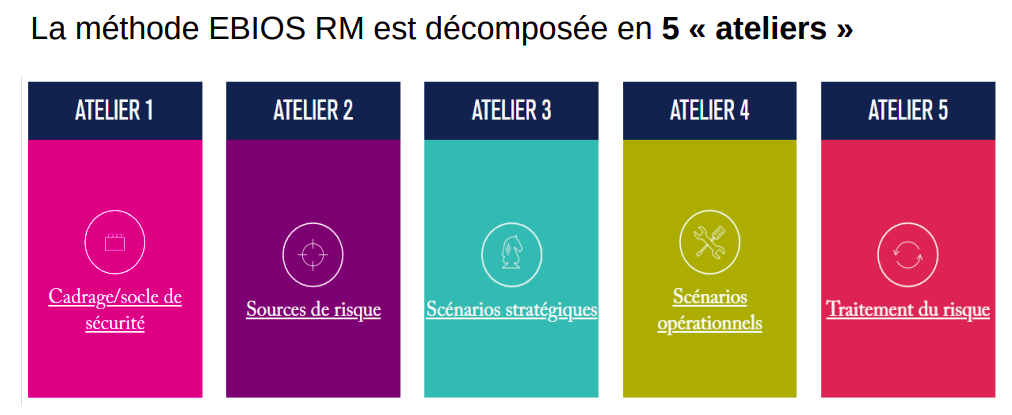 La méthode EBIOS RM est décomposée en 5 « ateliers »
ATELIER 1
Cadrage/socle de
sécurité
ATELIER 2
Sources de risque
ATELIER 3
Scénarios stratégiques
ATELIER 4
Scénarios
opérationnels
ATELIER 5
Traitement du risque